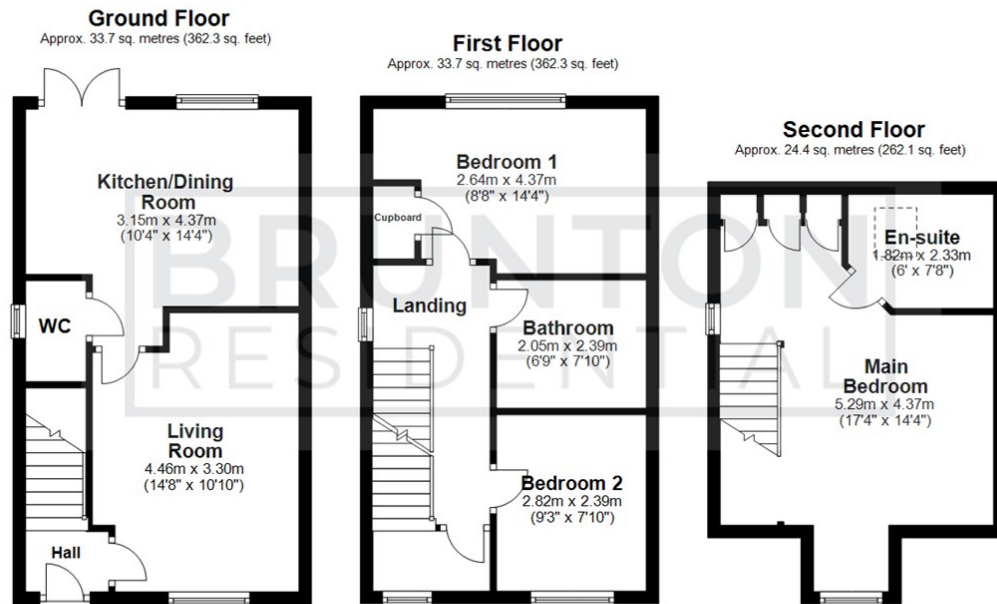 Ground Floor
Approx. 33.7 sq. metres (362.3 sq. feet)
Kitchen/Dining
Room
3.15m x 4.37m
(10'4" x 14'4")
WC
Living
Room
4.46m x 3.30m
(14'8" x 10'10")
Hall
First Floor
Approx. 33.7 sq. metres (362.3 sq. feet)
Bedroom 1
2.64m x 4.37m
(8'8" x 14'4")
Cupboard
Landing
Bathroom
2.05m x 2.39m
(6'9" x 7'10")
Bedroom 2
2.82m x 2.39m
(9'3" x 7'10")
Second Floor
Approx. 24.4 sq. metres (262.1 sq. feet)
En-suite
1.82m x 2.33m
(6' x 7'8")
Main
Bedroom
5.29m x 4.37m
(17'4" x 14'4")
BRUNTON
RESIDENTIAL